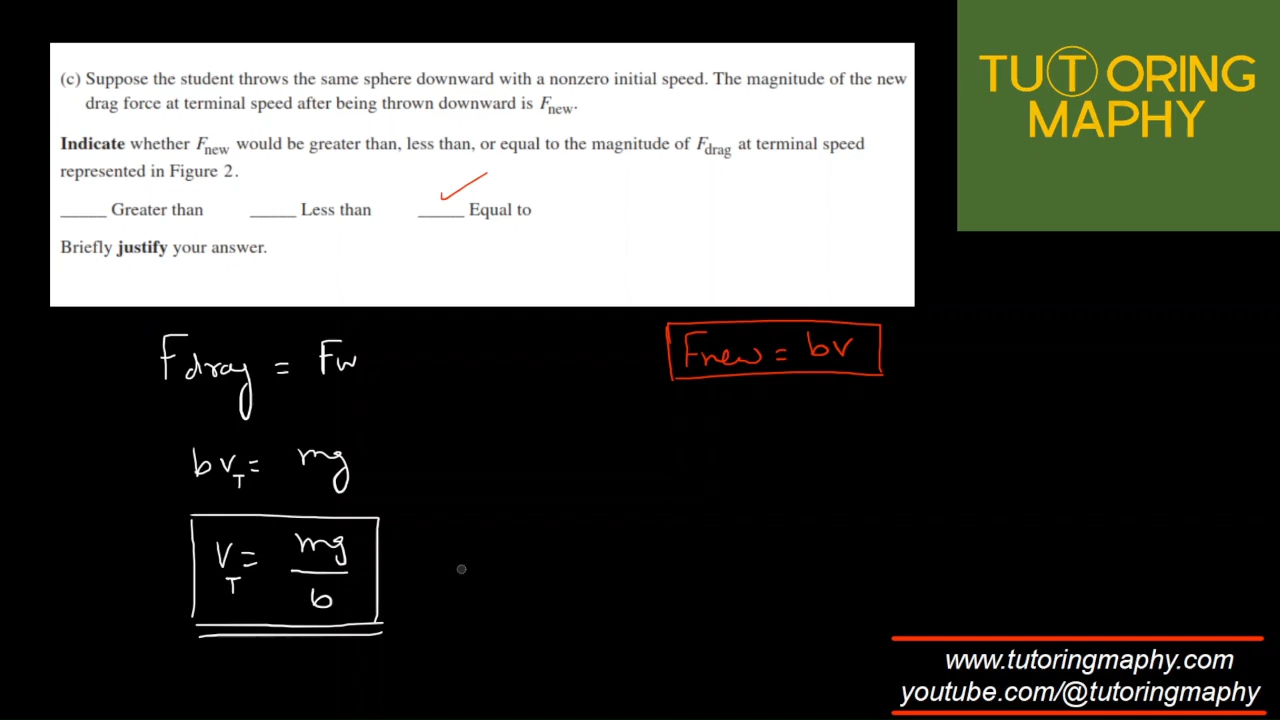 TUTORING
MAPHY
(c) Suppose the student throws the same sphere downward with a nonzero initial speed. The magnitude of the new
drag force at terminal speed after being thrown downward is Fnew.
Indicate whether Fnew would be greater than, less than, or equal to the magnitude of Fdrag at terminal speed
represented in Figure 2.
_____ Greater than _____ Less than _____ Equal to
Briefly justify your answer.
Fdrag = Fw
Fnew = bv
bvT = mg
vT = mg/b
www.tutoringmaphy.com
youtube.com/@tutoringmaphy